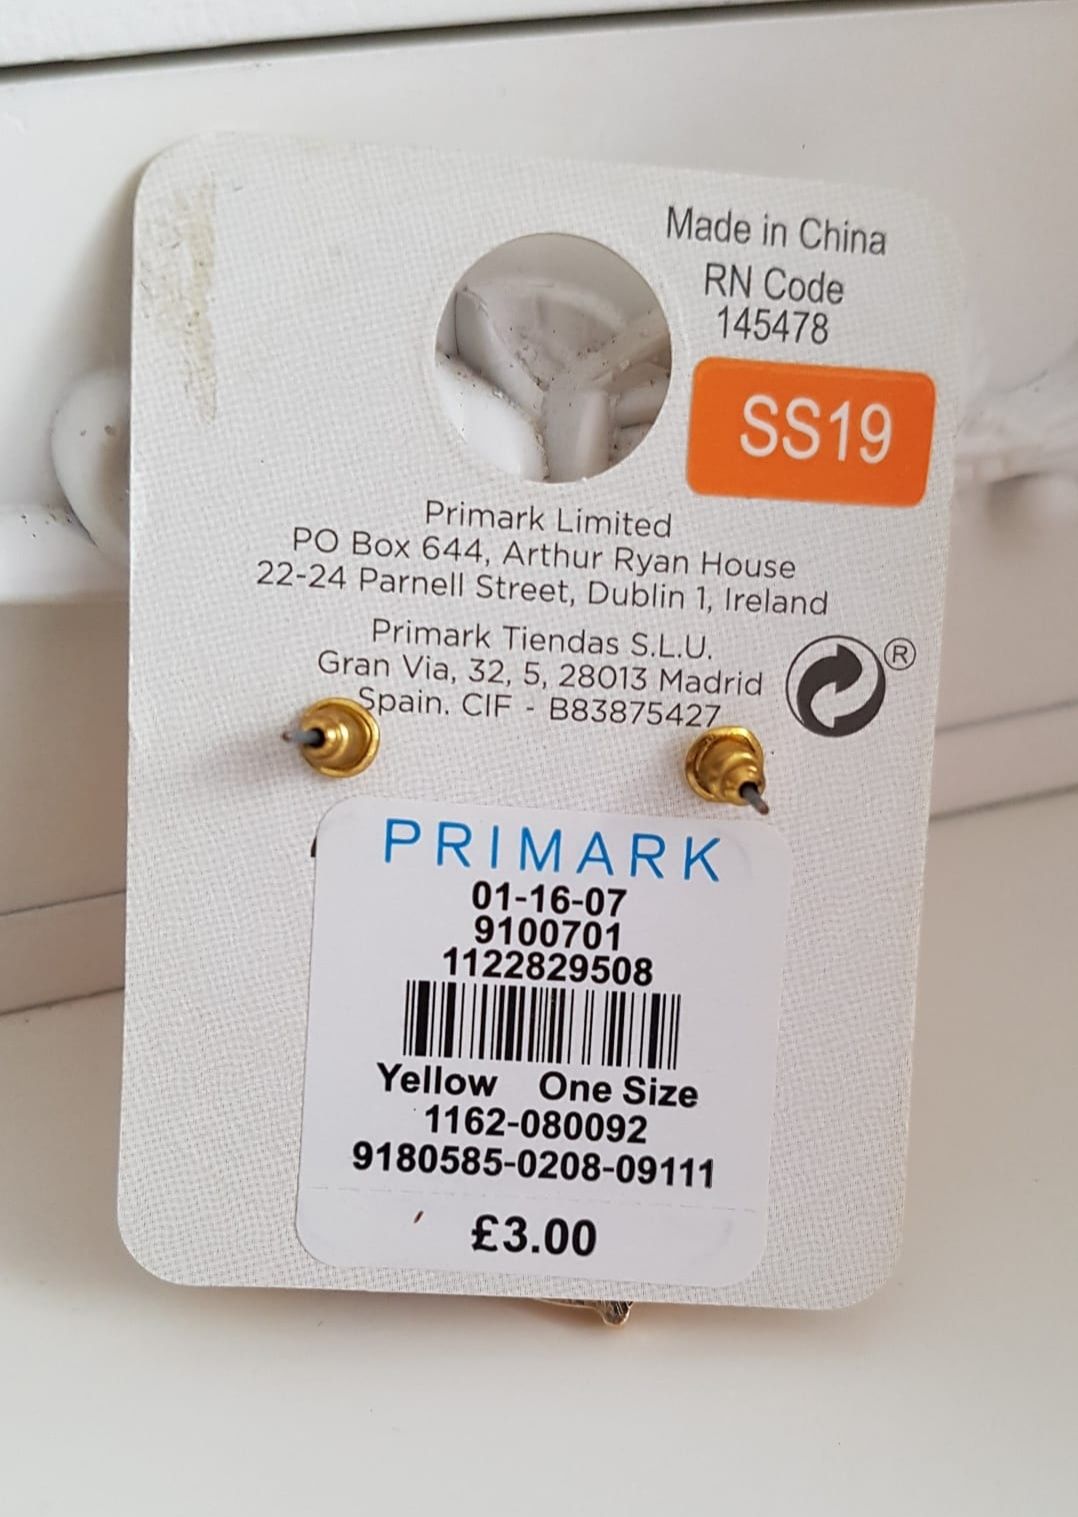 Made in China
RN Code
145478
SS19
Primark Limited
PO Box 644, Arthur Ryan House
22-24 Parnell Street, Dublin 1, Ireland
Primark Tiendas S.L.U.
Gran Via, 32, 5, 28013 Madrid
Spain. CIF - B83875427
®
PRIMARK
01-16-07
9100701
1122829508
Yellow One Size
1162-080092
9180585-0208-09111
£3.00